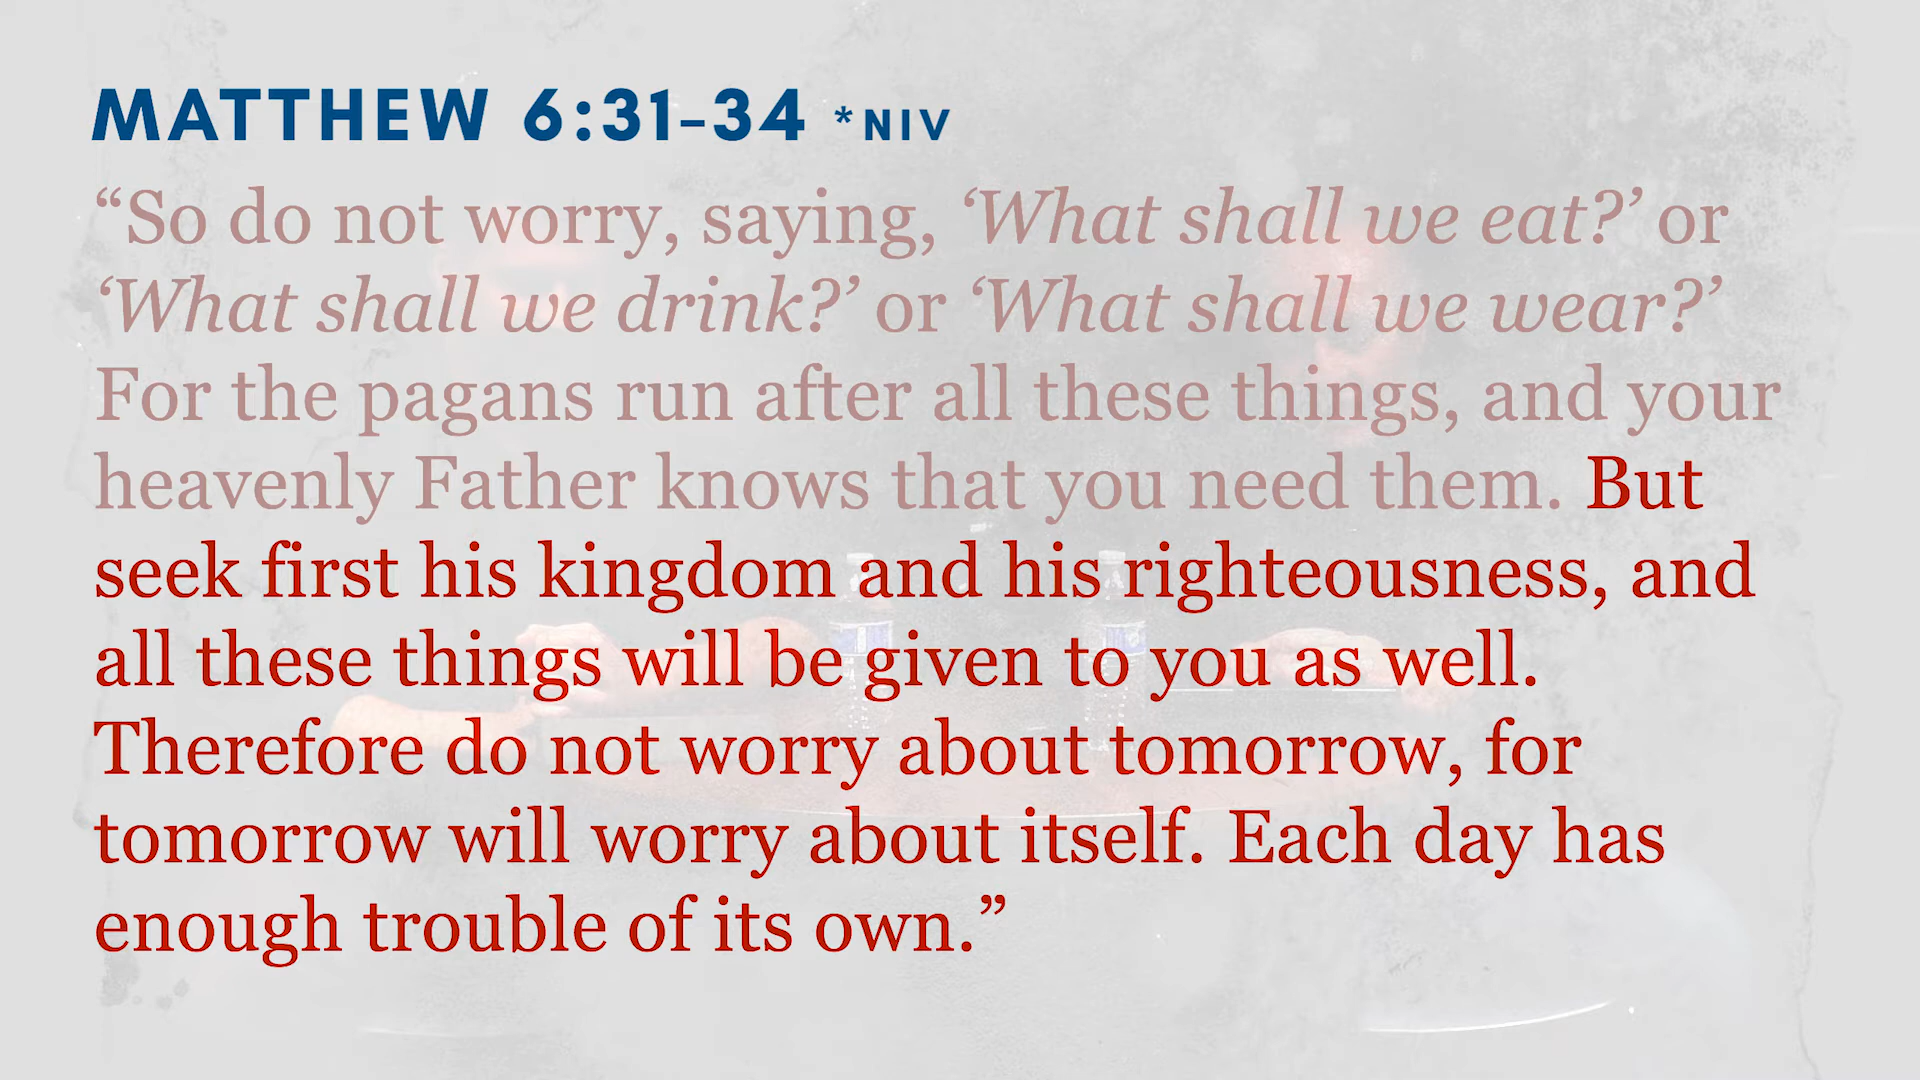 MATTHEW 6:31–34 *NIV
“So do not worry, saying, ‘What shall we eat?’ or
‘What shall we drink?’ or ‘What shall we wear?’
For the pagans run after all these things, and your
heavenly Father knows that you need them. But
seek first his kingdom and his righteousness, and
all these things will be given to you as well.
Therefore do not worry about tomorrow, for
tomorrow will worry about itself. Each day has
enough trouble of its own.”